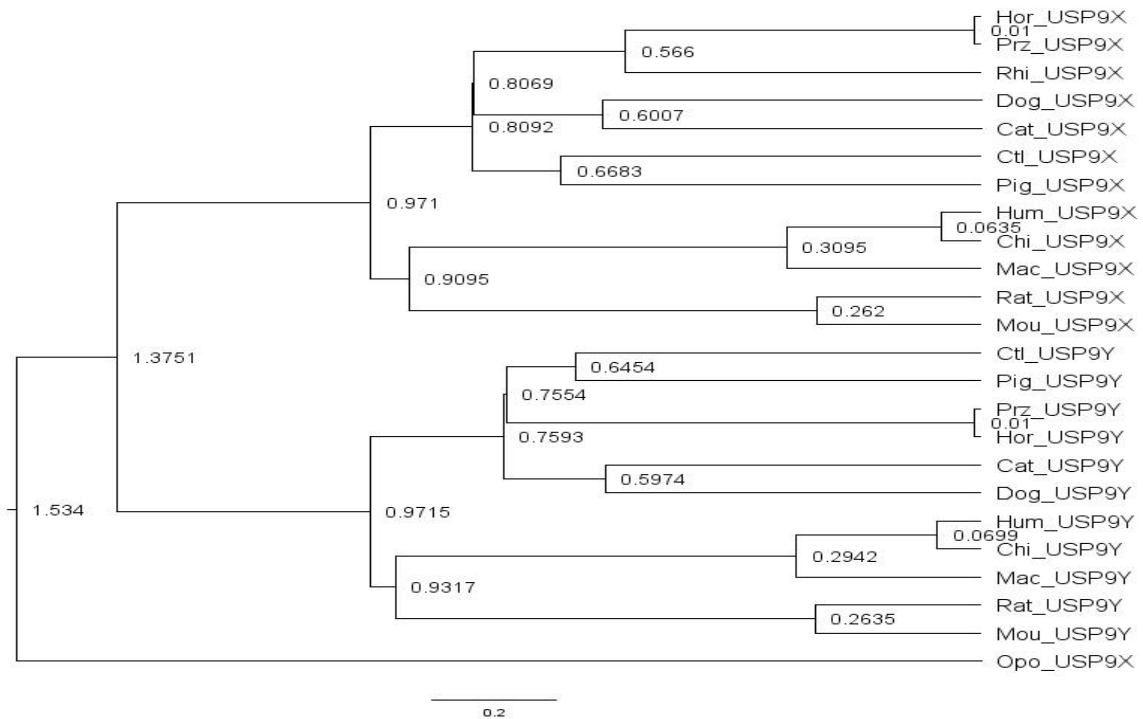 Hor_USP9X
0.01
Prz_USP9X
0.566
Rhi_USP9X
0.8069
Dog_USP9X
0.6007
0.8092
Cat_USP9X
Ctl_USP9X
0.6683
Pig_USP9X
0.971
Hum_USP9X
0.0635
Chi_USP9X
0.3095
0.9095
Mac_USP9X
Rat_USP9X
0.262
Mou_USP9X
1.3751
Ctl_USP9Y
0.6454
Pig_USP9Y
0.7554
Prz_USP9Y
0.01
0.7593
Hor_USP9Y
Cat_USP9Y
0.5974
Dog_USP9Y
1.534
0.9715
Hum_USP9Y
0.0699
Chi_USP9Y
0.2942
Mac_USP9Y
0.9317
Rat_USP9Y
0.2635
Mou_USP9Y
Opo_USP9X
0.2